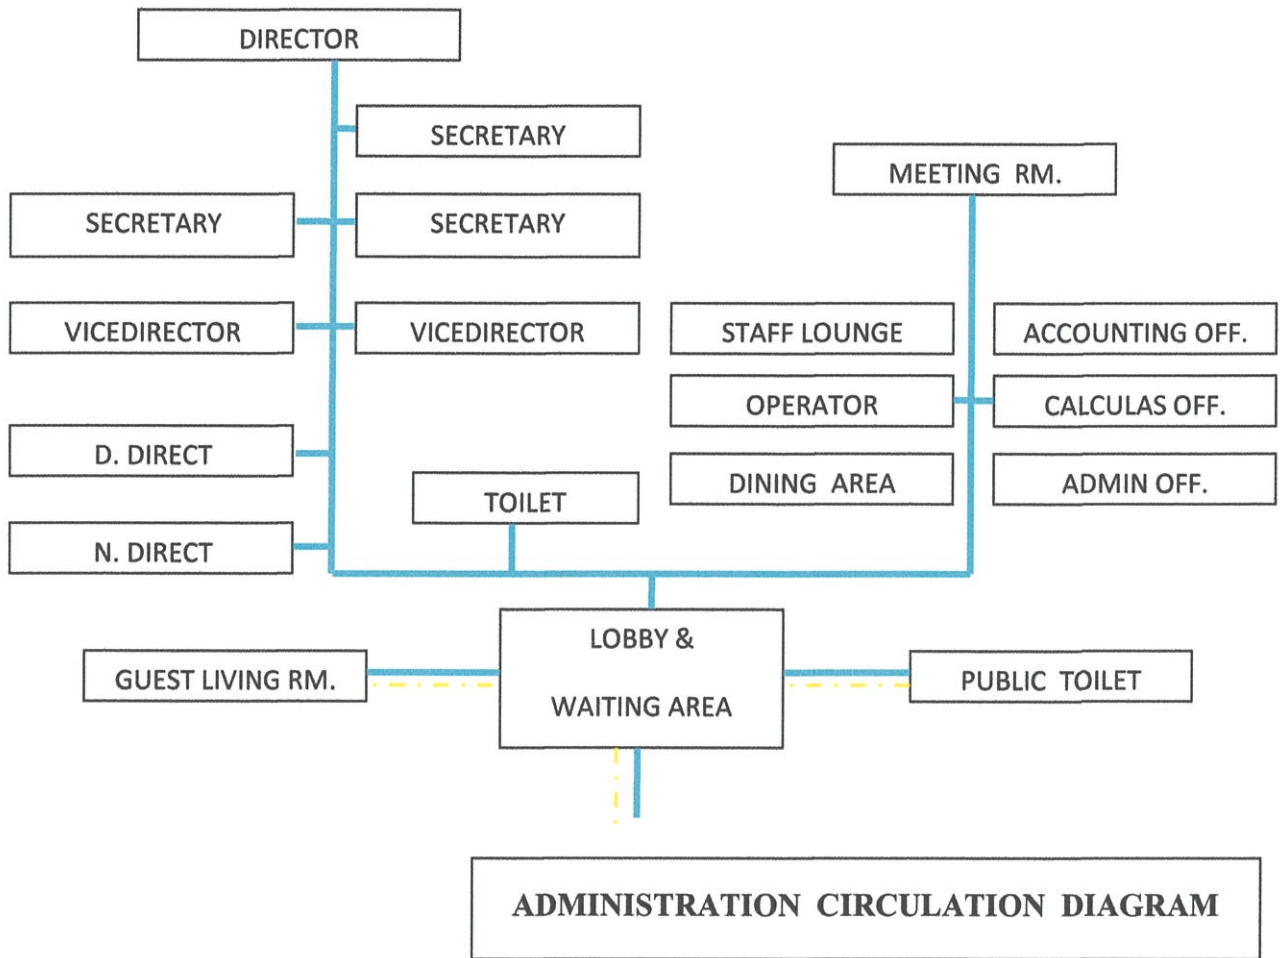 DIRECTOR
SECRETARY
MEETING RM.
SECRETARY
SECRETARY
VICEDIRECTOR
VICEDIRECTOR
STAFF LOUNGE
ACCOUNTING OFF.
OPERATOR
CALCULAS OFF.
D. DIRECT
DINING AREA
ADMIN OFF.
TOILET
N. DIRECT
LOBBY &
WAITING AREA
GUEST LIVING RM.
PUBLIC TOILET
ADMINISTRATION CIRCULATION DIAGRAM